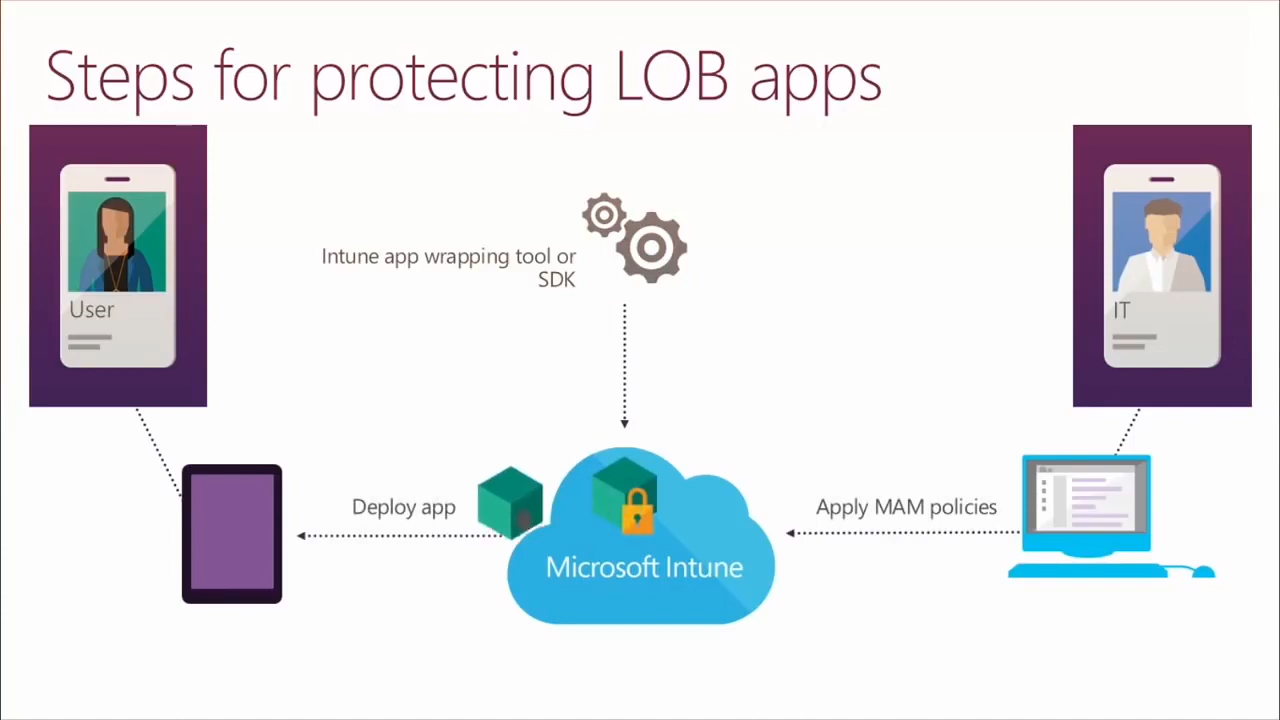 Steps for protecting LOB apps
User
Intune app wrapping tool or
SDK
IT
Deploy app
Microsoft Intune
Apply MAM policies